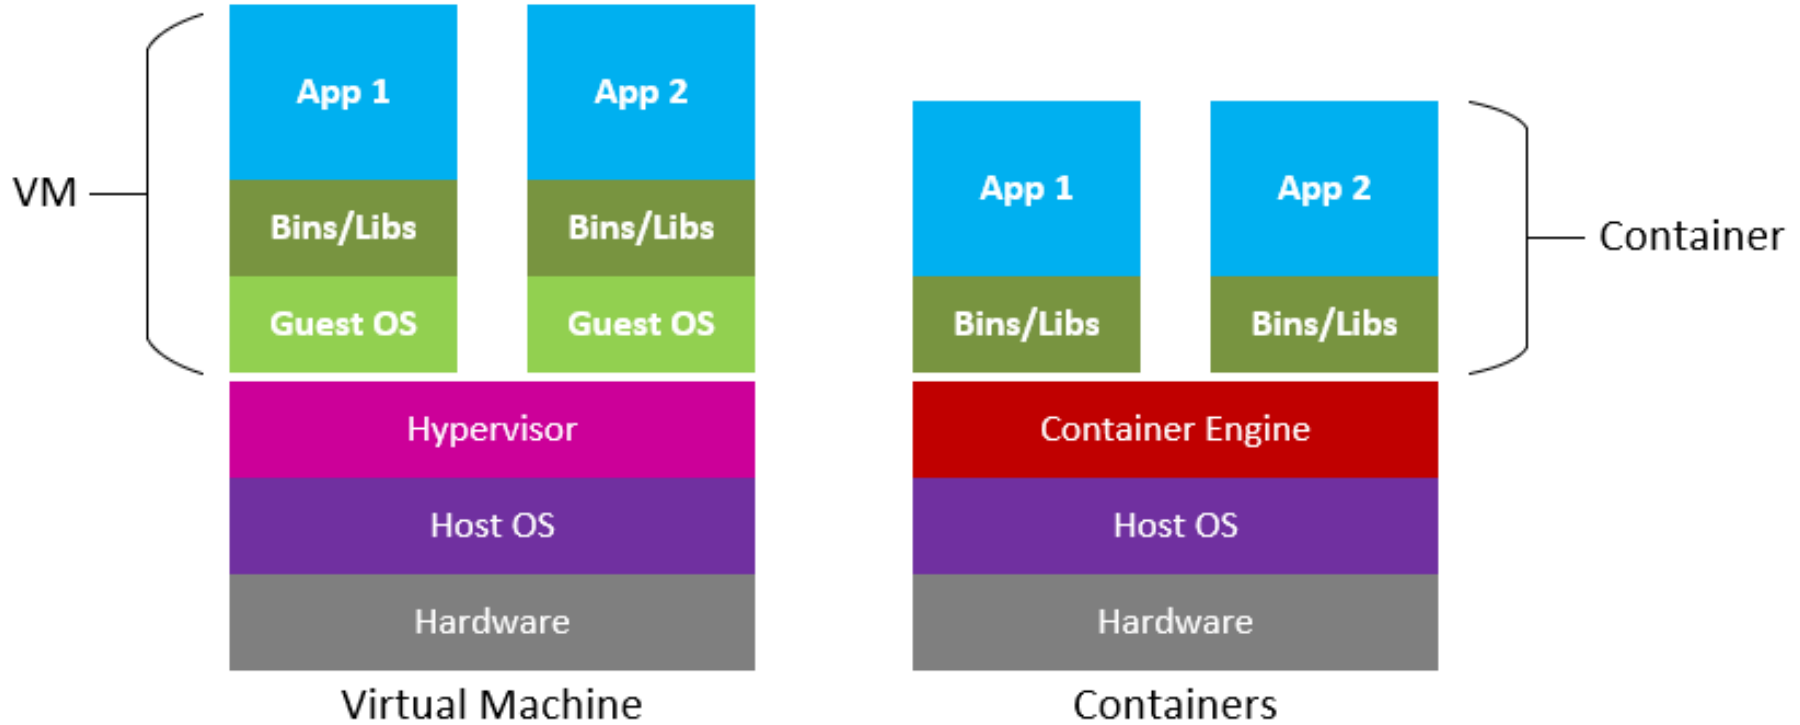 VM
App 1
App 2
Bins/Libs
Bins/Libs
Guest OS
Guest OS
Hypervisor
Host OS
Hardware
Virtual Machine
App 1
App 2
Bins/Libs
Bins/Libs
Container
Container Engine
Host OS
Hardware
Containers